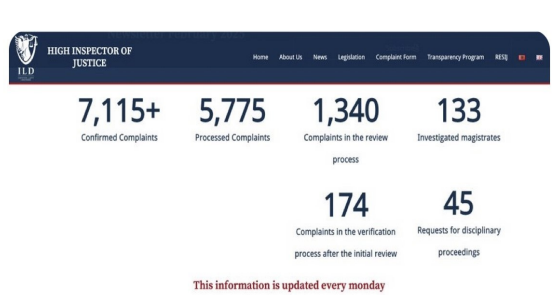 HIGH INSPECTOR OF
JUSTICE
ILD
Home About Us News Legislation Complaint Form Transparency Program RESIJ
7,115+ 5,775 1,340 133
Confirmed Complaints Processed Complaints Complaints in the review Investigated magistrates
process
174 45
Complaints in the verification Requests for disciplinary
process after the initial review proceedings
This information is updated every monday